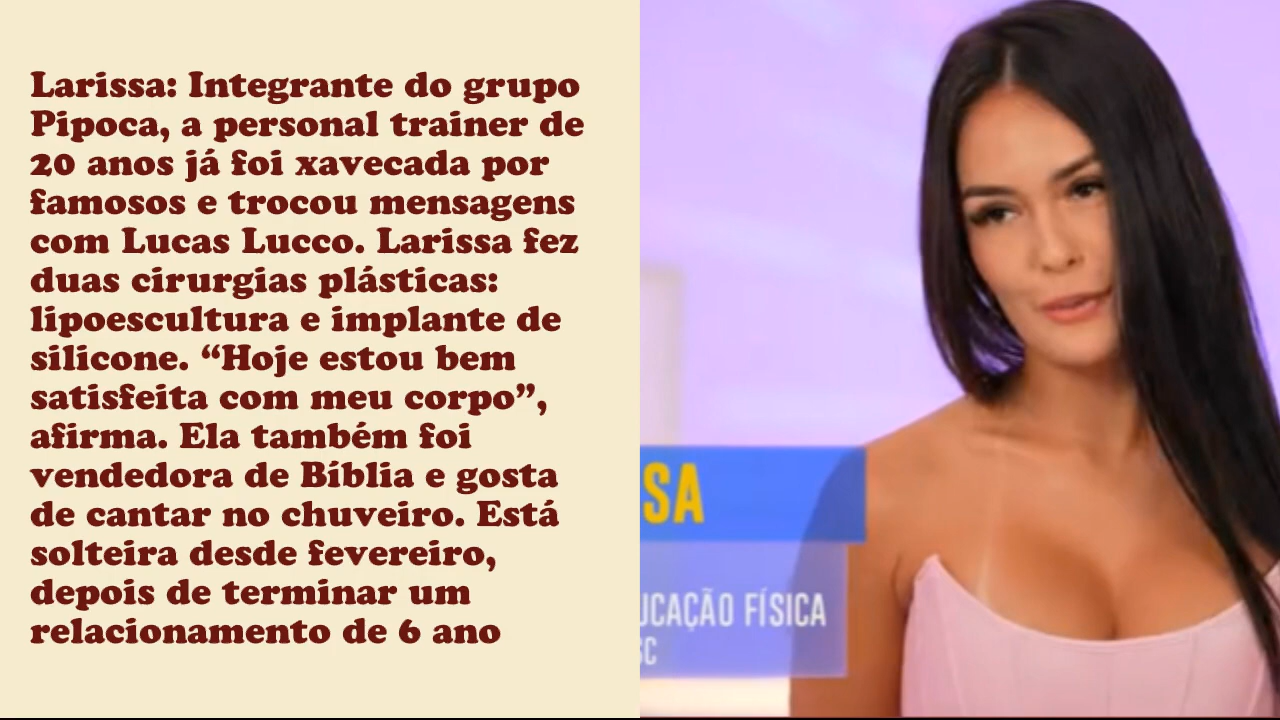 Larissa: Integrante do grupo
Pipoca, a personal trainer de
20 anos já foi xavecada por
famosos e trocou mensagens
com Lucas Lucco. Larissa fez
duas cirurgias plásticas:
lipoescultura e implante de
silicone. “Hoje estou bem
satisfeita com meu corpo”,
afirma. Ela também foi
vendedora de Bíblia e gosta
de cantar no chuveiro. Está
solteira desde fevereiro,
depois de terminar um
relacionamento de 6 ano
SA
UCAÇÃO FÍSICA
SC